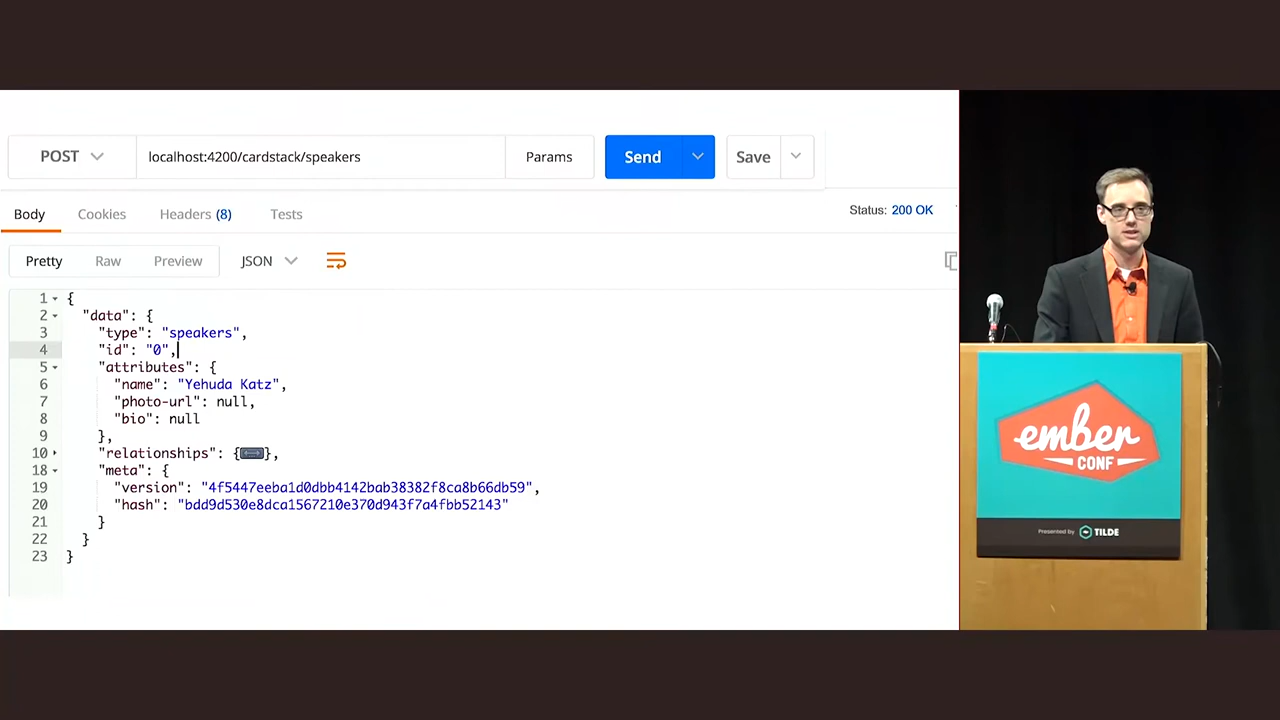 POST
localhost:4200/cardstack/speakers
Params
Send
Save
Body
Cookies
Headers (8)
Tests
Status: 200 OK
Pretty
Raw
Preview
JSON
1 {
2 "data": {
3 "type": "speakers",
4 "id": "0",
5 "attributes": {
6 "name": "Yehuda Katz",
7 "photo-url": null,
8 "bio": null
9 },
10 "relationships": {↔},
18 "meta": {
19 "version": "4f5447eeba1d0dbb4142bab38382f8ca8b66db59",
20 "hash": "bdd9d530e8dca1567210e370d943f7a4fbb52143"
21 }
22 }
23 }
ember
CONF
Presented by TILDE